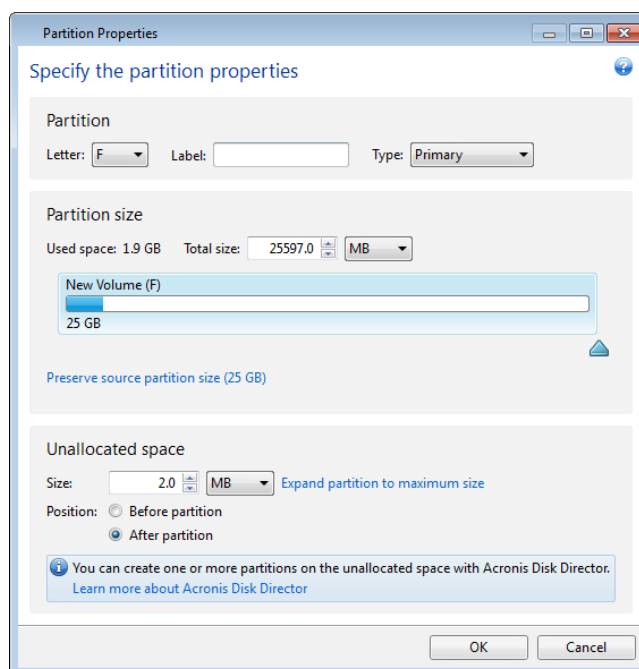 Partition Properties
Specify the partition properties
?
Partition
Letter: F Label: Type: Primary
Partition size
Used space: 1.9 GB Total size: 25597.0 MB
New Volume (F)
25 GB
Preserve source partition size (25 GB)
Unallocated space
Size: 2.0 MB Expand partition to maximum size
Position: Before partition
After partition
You can create one or more partitions on the unallocated space with Acronis Disk Director.
Learn more about Acronis Disk Director
OK Cancel